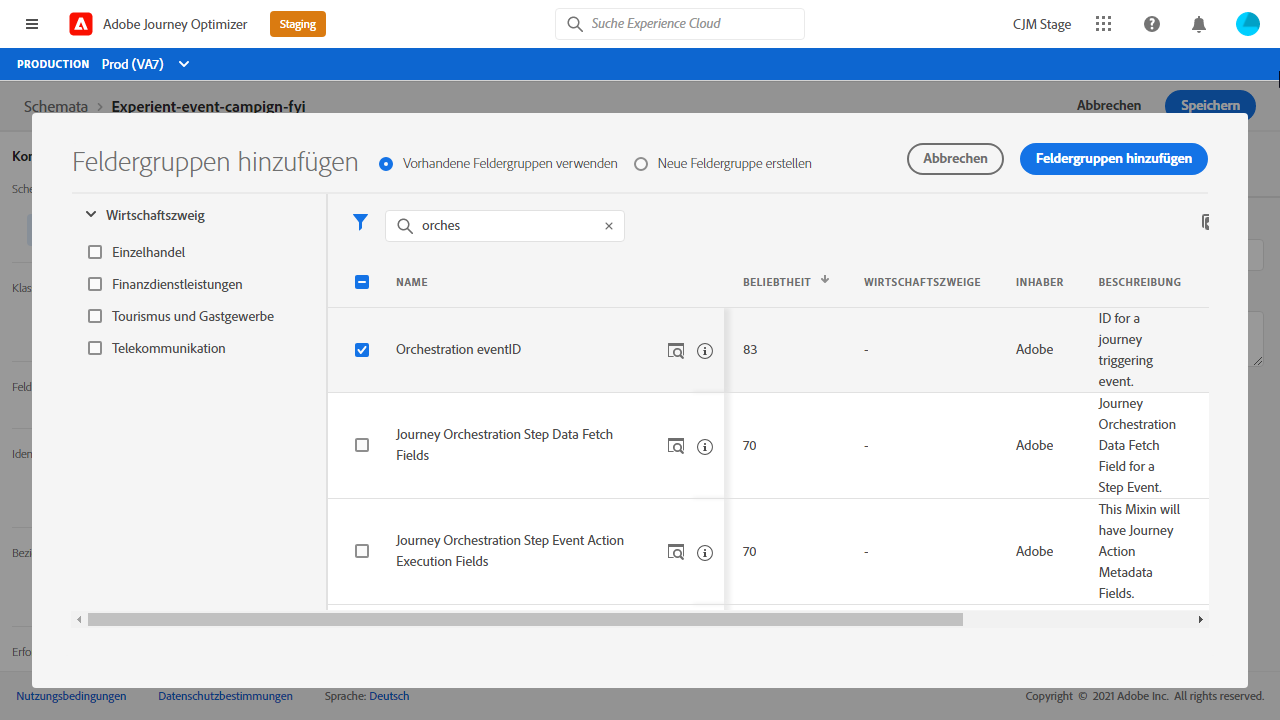 Adobe Journey Optimizer
Staging
Suche Experience Cloud
CJM Stage
PRODUCTION Prod (VA7)
Schemata > Experient-event-campign-fyi
Abbrechen
Speichern
Feldergruppen hinzufügen
Vorhandene Feldergruppen verwenden
Neue Feldergruppe erstellen
Abbrechen
Feldergruppen hinzufügen
Wirtschaftszweig
Einzelhandel
Finanzdienstleistungen
Tourismus und Gastgewerbe
Telekommunikation
orches
NAME
BELIEBTHEIT
WIRTSCHAFTSZWEIGE
INHABER
BESCHREIBUNG
Orchestration eventID
83
-
Adobe
ID for a
journey
triggering
event.
Journey Orchestration Step Data Fetch
Fields
70
-
Adobe
Journey
Orchestration
Data Fetch
Field for a
Step Event.
Journey Orchestration Step Event Action
Execution Fields
70
-
Adobe
This Mixin will
have Journey
Action
Metadata
Fields.
Nutzungsbedingungen
Datenschutzbestimmungen
Sprache: Deutsch
Copyright © 2021 Adobe Inc. All rights reserved.